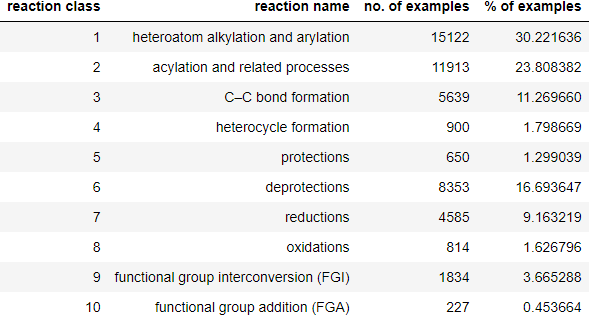 reaction class reaction name no. of examples % of examples
1 heteroatom alkylation and arylation 15122 30.221636
2 acylation and related processes 11913 23.808382
3 C–C bond formation 5639 11.269660
4 heterocycle formation 900 1.798669
5 protections 650 1.299039
6 deprotections 8353 16.693647
7 reductions 4585 9.163219
8 oxidations 814 1.626796
9 functional group interconversion (FGI) 1834 3.665288
10 functional group addition (FGA) 227 0.453664